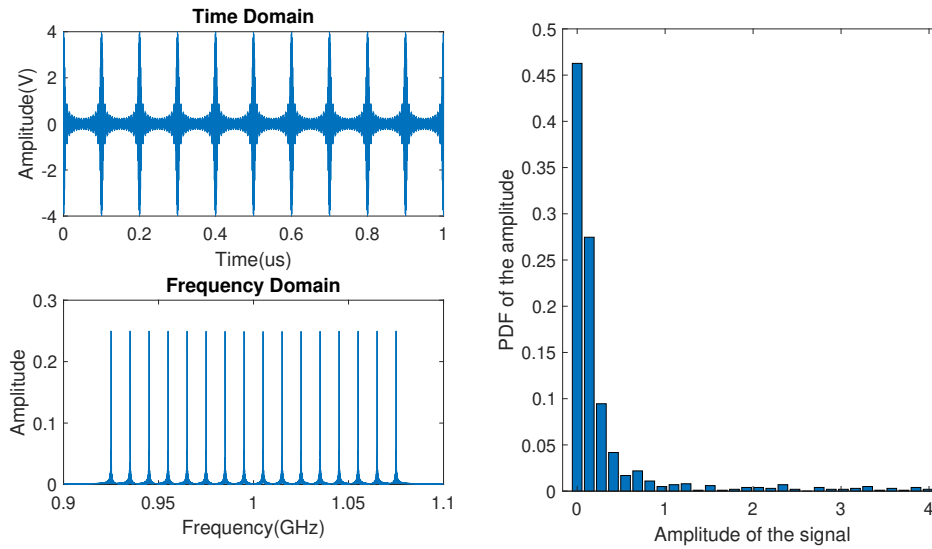 Time Domain
Amplitude(V)
4
2
0
-2
-4
0 0.2 0.4 0.6 0.8 1
Time(us)
Frequency Domain
Amplitude
0.3
0.2
0.1
0
0.9 0.95 1 1.05 1.1
Frequency(GHz)
PDF of the amplitude
0.5
0.45
0.4
0.35
0.3
0.25
0.2
0.15
0.1
0.05
0
0 1 2 3 4
Amplitude of the signal